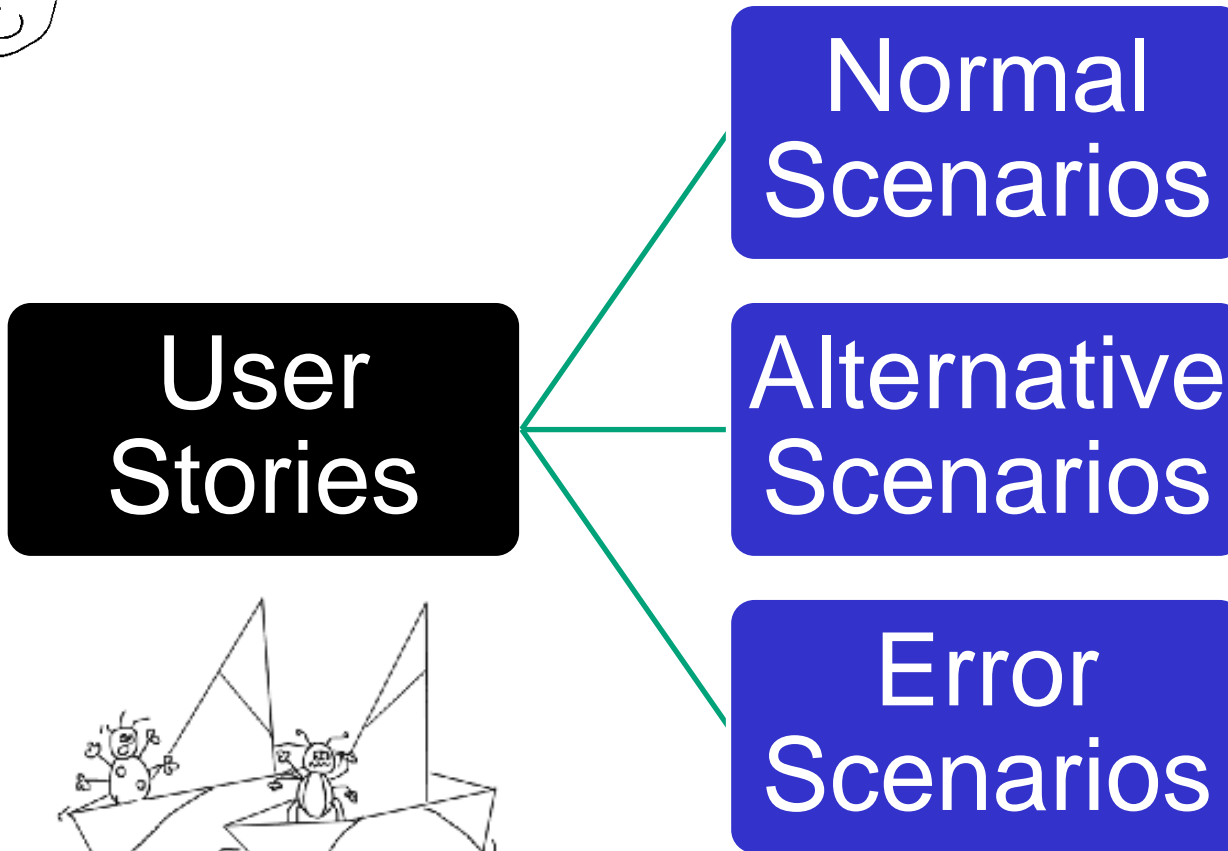 Normal
Scenarios
User
Stories
Alternative
Scenarios
Error
Scenarios